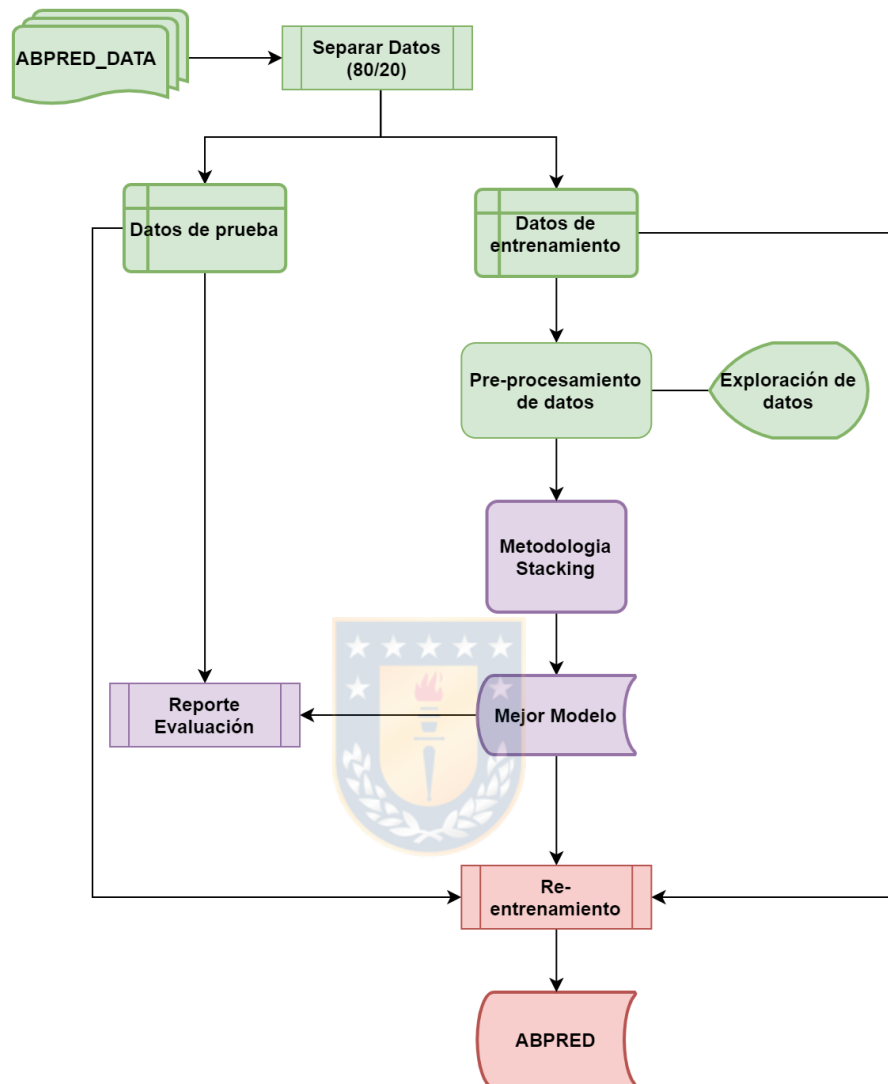 ABPRED_DATA
Separar Datos
(80/20)
Datos de prueba
Datos de
entrenamiento
Pre-procesamiento
de datos
Exploración de
datos
Metodologia
Stacking
Reporte
Evaluación
Mejor Modelo
Re-
entrenamiento
ABPRED